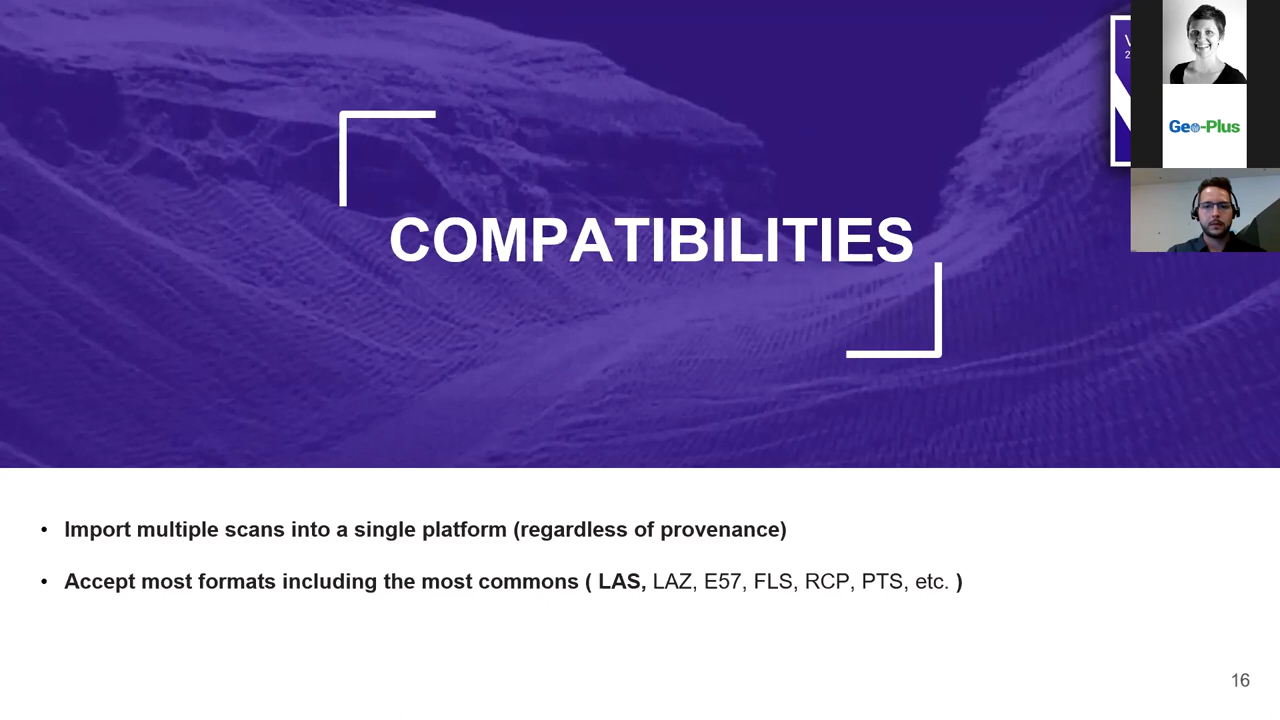 COMPATIBILITIES
Geo-Plus
• Import multiple scans into a single platform (regardless of provenance)
• Accept most formats including the most commons ( LAS, LAZ, E57, FLS, RCP, PTS, etc. )
16